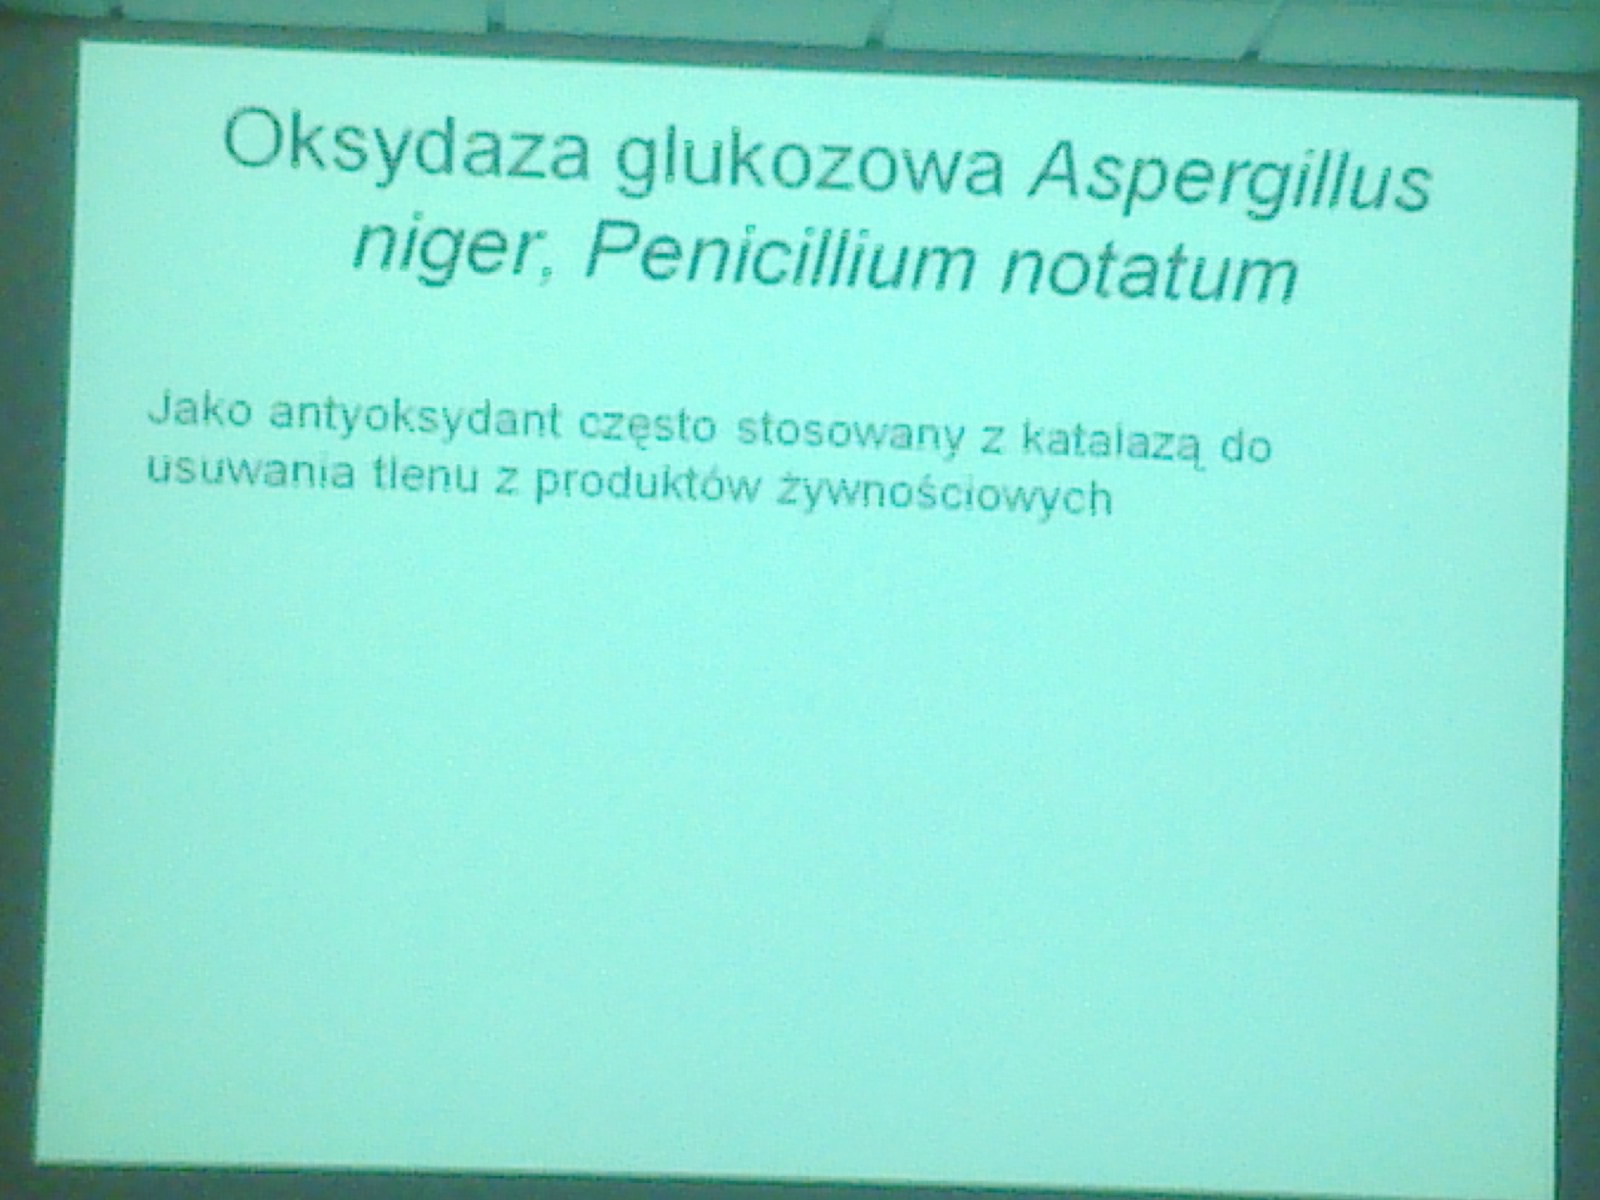 Oksydaza glukozowa Aspergillus
niger, Penicillium notatum
Jako antyoksydant często stosowany z katalazą do
usuwania tlenu z produktów żywnościowych